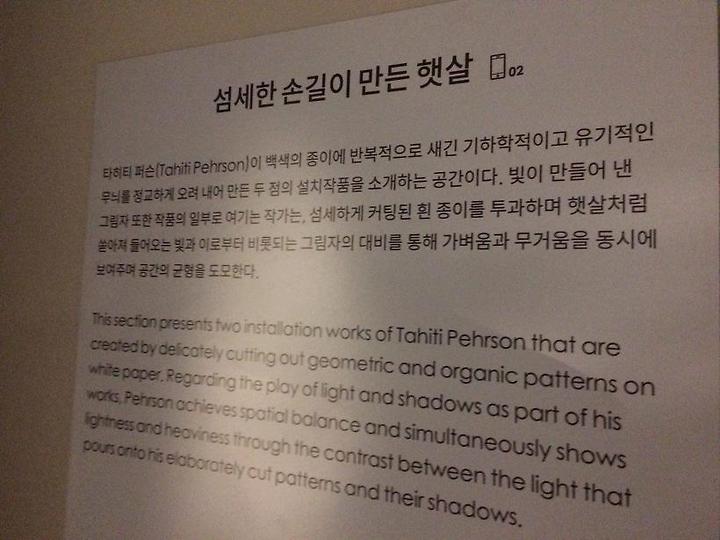 섬세한 손길이 만든 햇살 02
타히티 퍼슨(Tahiti Pehrson)이 백색의 종이에 반복적으로 새긴 기하학적이고 유기적인
무늬를 정교하게 오려 내어 만든 두 점의 설치작품을 소개하는 공간이다. 빛이 만들어 낸
그림자 또한 작품의 일부로 여기는 작가는, 섬세하게 커팅된 흰 종이를 투과하며 햇살처럼
쏟아져 들어오는 빛과 이로부터 비롯되는 그림자의 대비를 통해 가벼움과 무거움을 동시에
보여주며 공간의 균형을 도모한다.
This section presents two installation works of Tahiti Pehrson that are
created by delicately cutting out geometric and organic patterns on
white paper. Regarding the play of light and shadows as part of his
works, Pehrson achieves spatial balance and simultaneously shows
lightness and heaviness through the contrast between the light that
pours onto his elaborately cut patterns and their shadows.